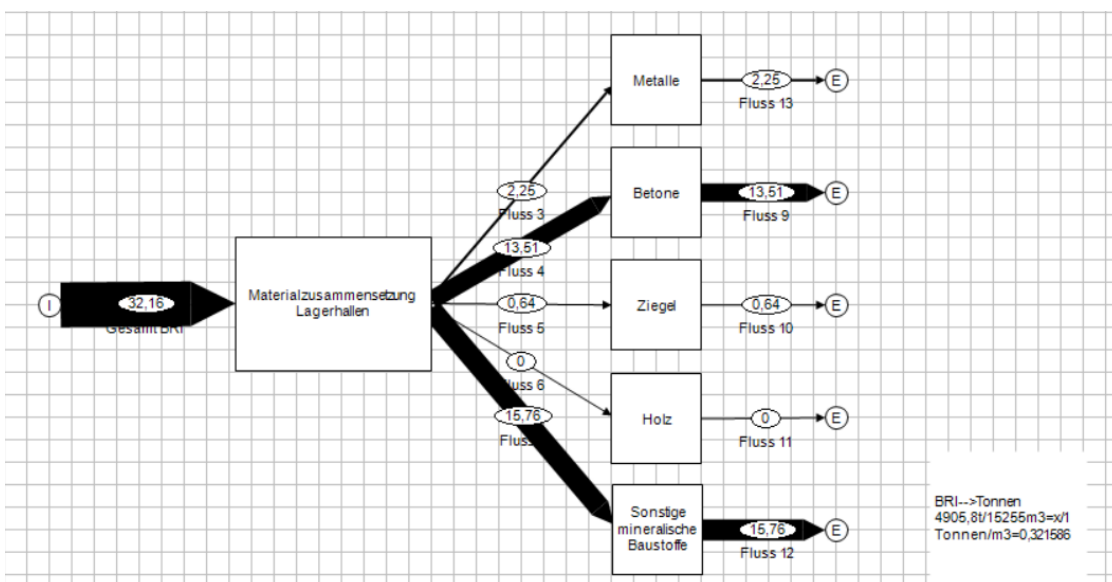 Metalle
2,25
Fluss 13
E
2,25
Fluss 3
Betone
13,51
Fluss 9
E
13,51
Fluss 4
I
32,16
Gesamt BRI
Materialzusammensetzung
Lagerhallen
0,64
Fluss 5
Ziegel
0,64
Fluss 10
E
0
Fluss 6
Holz
0
Fluss 11
E
15,76
Fluss
Sonstige
mineralische
Baustoffe
15,76
Fluss 12
E
BRI-->Tonnen
4905,8t/15255m3=x/1
Tonnen/m3=0,321586